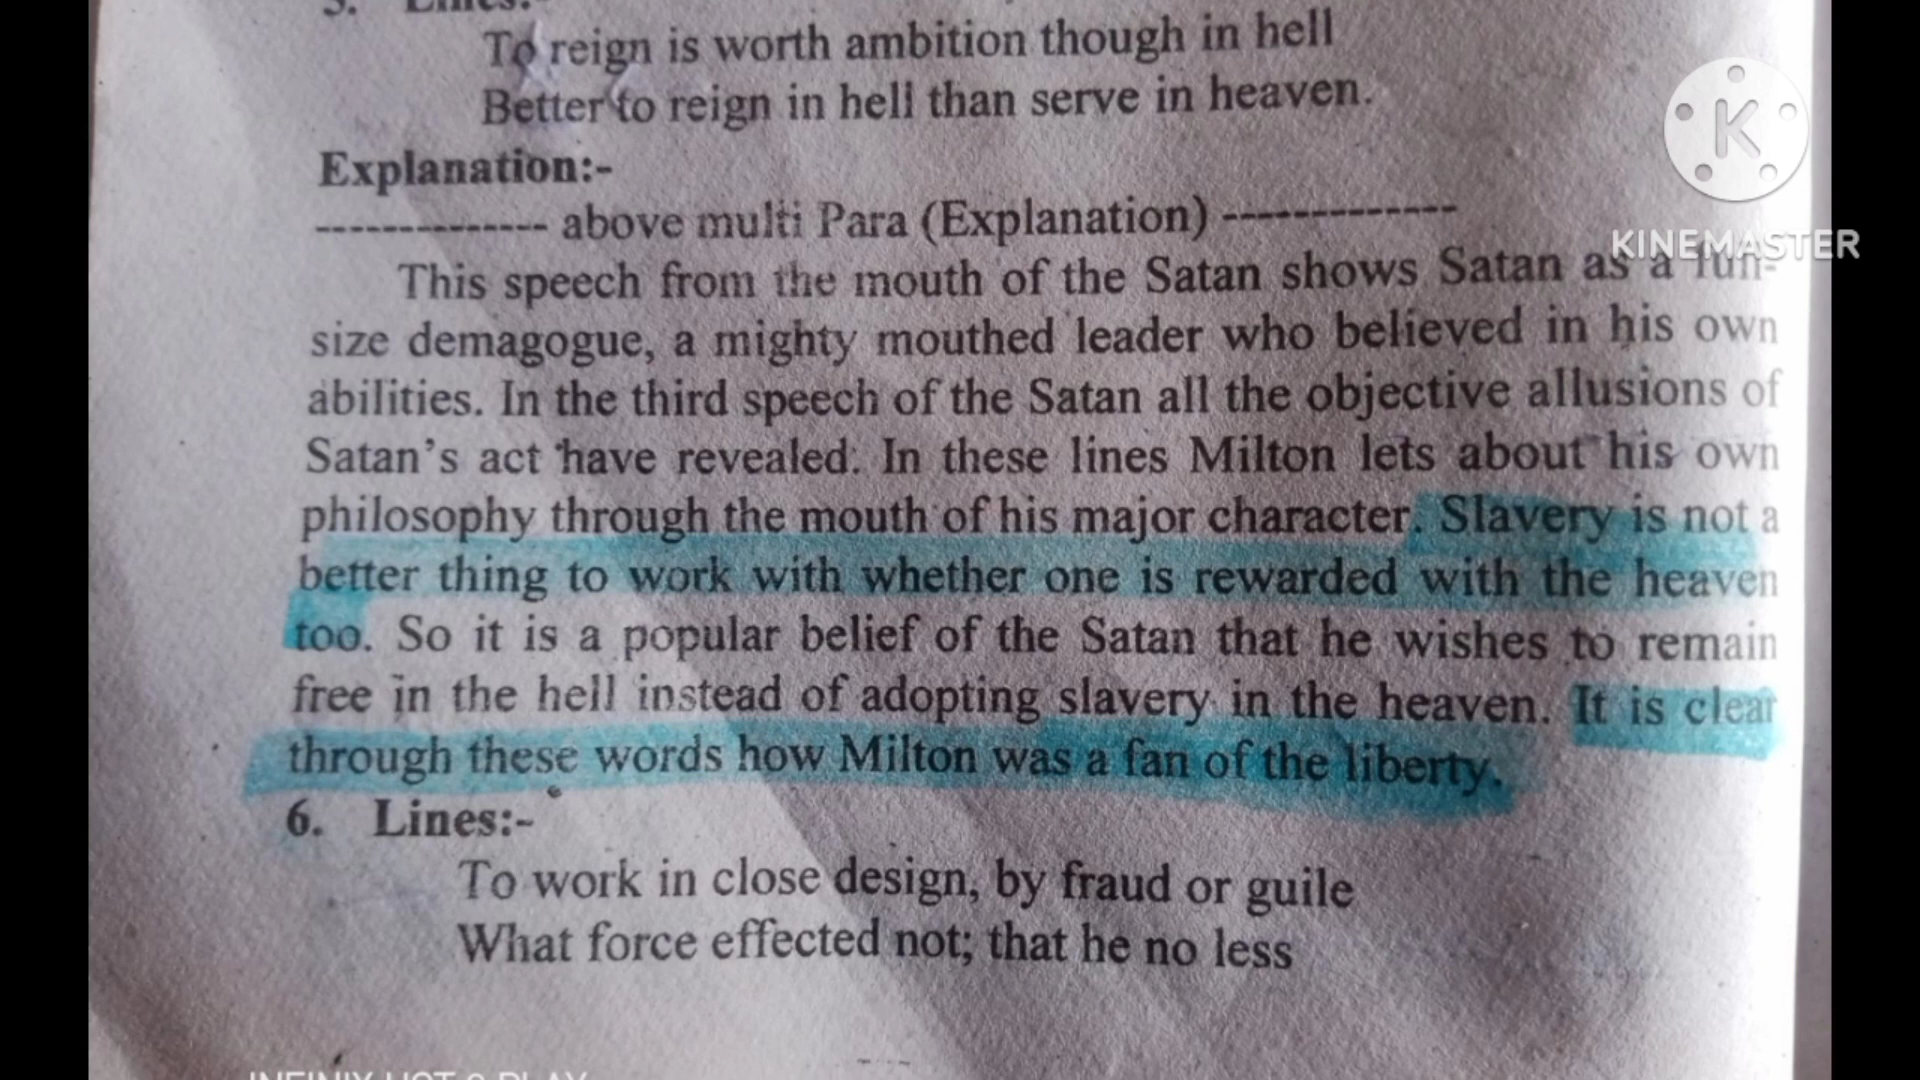 5. Lines:-
To reign is worth ambition though in hell
Better to reign in hell than serve in heaven.
Explanation:-
-------------- above multi Para (Explanation) --------------
This speech from the mouth of the Satan shows Satan as a full-
size demagogue, a mighty mouthed leader who believed in his own
abilities. In the third speech of the Satan all the objective allusions of
Satan's act have revealed. In these lines Milton lets about his own
philosophy through the mouth of his major character. Slavery is not a
better thing to work with whether one is rewarded with the heaven
too. So it is a popular belief of the Satan that he wishes to remain
free in the hell instead of adopting slavery in the heaven. It is clear
through these words how Milton was a fan of the liberty.
6. Lines:-
To work in close design, by fraud or guile
What force effected not; that he no less
K
KINEMASTER
INFINIX HOT 8 PLAY